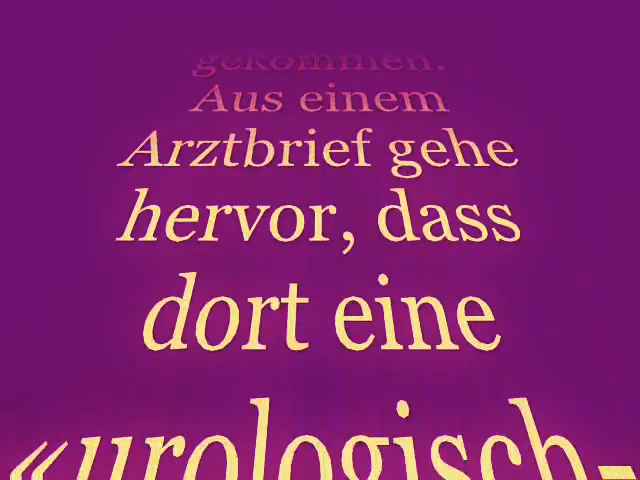 gekommen.
Aus einem
Arztbrief gehe
hervor, dass
dort eine
«urologisch-